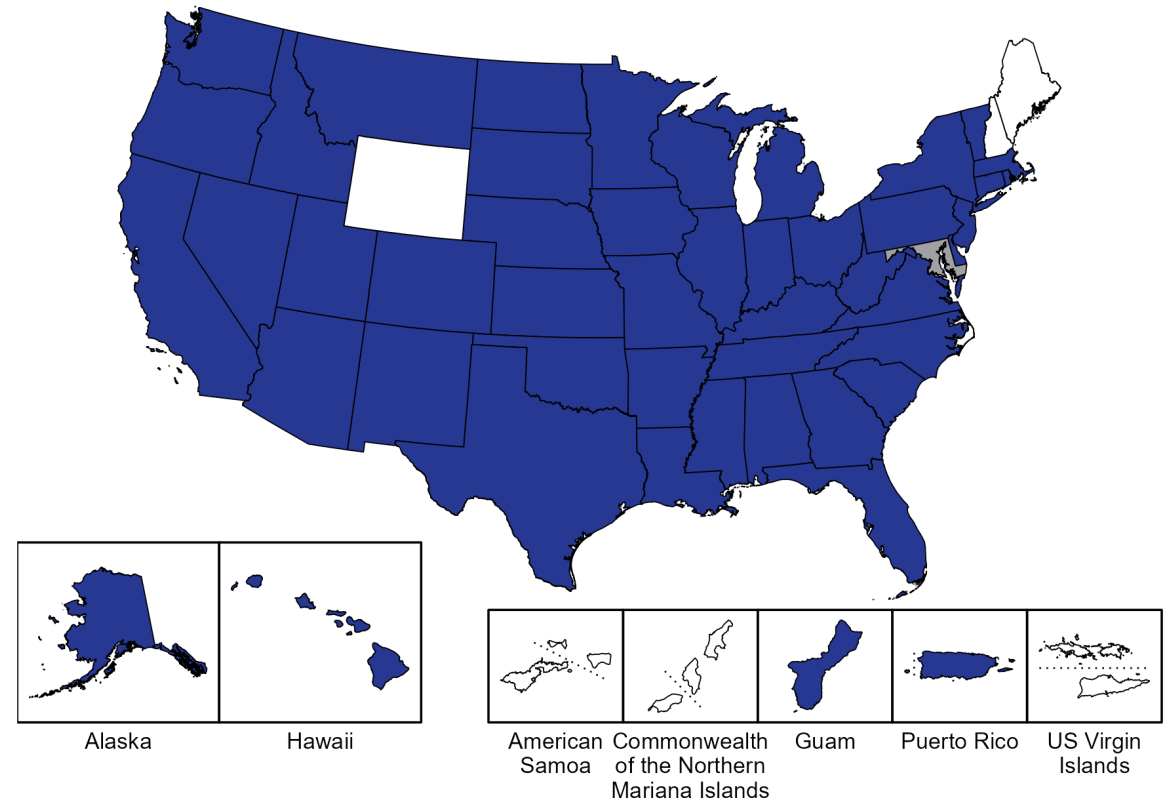 Alaska
Hawaii
American
Samoa
Commonwealth
of the Northern
Mariana Islands
Guam
Puerto Rico
US Virgin
Islands